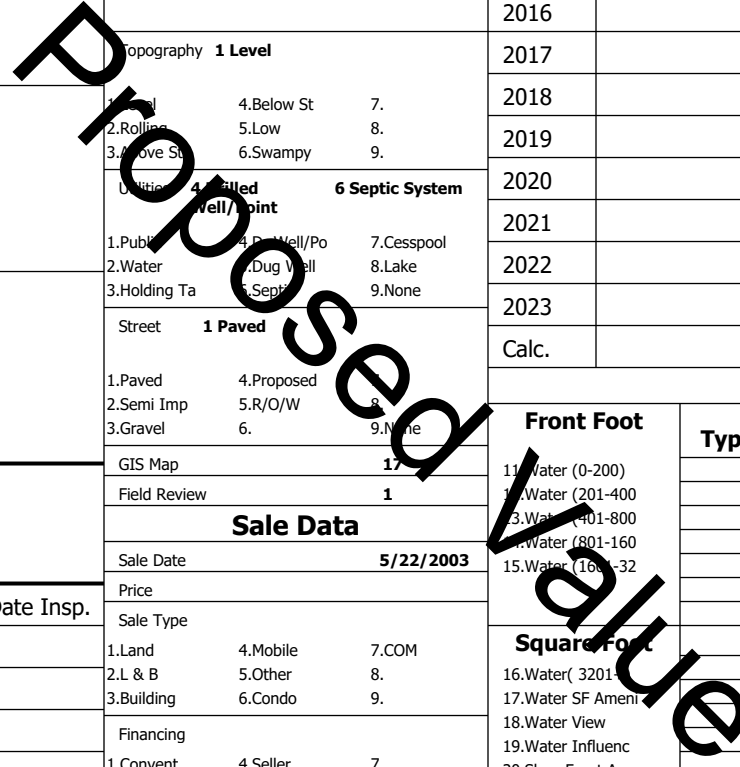 Topography 1 Level
1.Level 4.Below St 7.
2.Rolling 5.Low 8.
3.Above St 6.Swampy 9.
Utilities 4 Drilled 6 Septic System
Well/Point
1.Public 4.Dr Well/Po 7.Cesspool
2.Water 5.Dug Well 8.Lake
3.Holding Ta 6.Septic 9.None
Street 1 Paved
1.Paved 4.Proposed 7.
2.Semi Imp 5.R/O/W 8.
3.Gravel 6. 9.None
GIS Map 17
Field Review 1
Sale Data
Sale Date 5/22/2003
Price
Sale Type
1.Land 4.Mobile 7.COM
2.L & B 5.Other 8.
3.Building 6.Condo 9.
Financing
1.Convent 4.Seller 7.
ate Insp.
2016
2017
2018
2019
2020
2021
2022
2023
Calc.
Front Foot
Typ
11.Water (0-200)
12.Water (201-400
13.Water (401-800
14.Water (801-160
15.Water (1601-32
Square Foot
16.Water( 3201-
17.Water SF Ameni
18.Water View
19.Water Influenc
Proposed Value